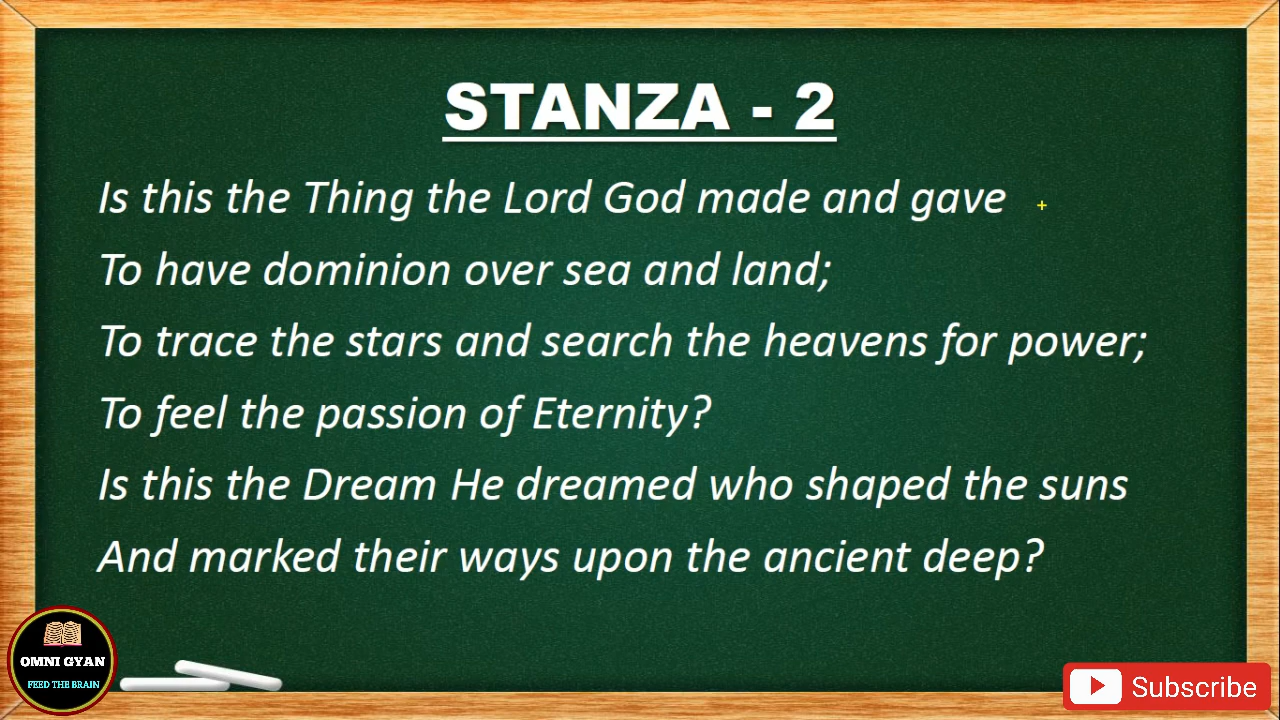 STANZA - 2
Is this the Thing the Lord God made and gave
To have dominion over sea and land;
To trace the stars and search the heavens for power;
To feel the passion of Eternity?
Is this the Dream He dreamed who shaped the suns
And marked their ways upon the ancient deep?
OMNI GYAN
FEED THE BRAIN
Subscribe